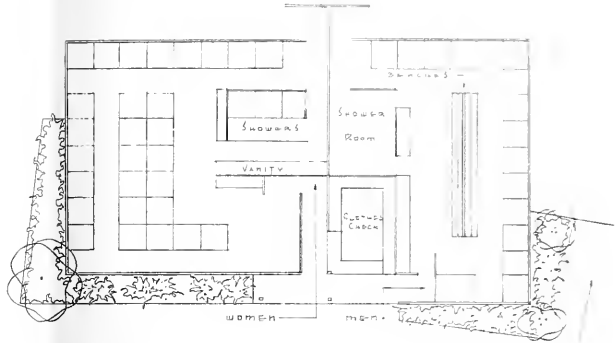 BENCHES
SHOWERS
SHOWER
ROOM
VANITY
CLOTHES
CHECK
WOMEN
MEN